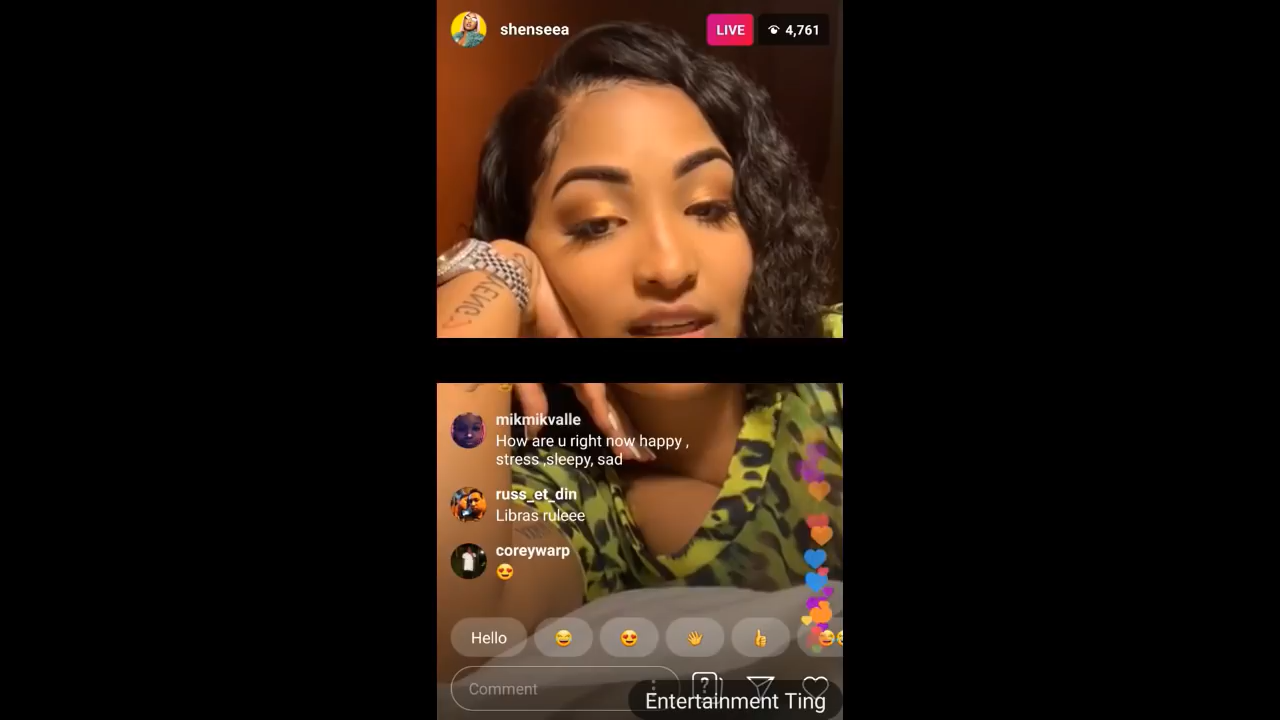 shenseea
LIVE
4,761
KENG
mikmikvalle
How are u right now happy ,
stress ,sleepy, sad
russ_et_din
Libras ruleee
coreywarp
Hello
Comment
?
Entertainment Ting